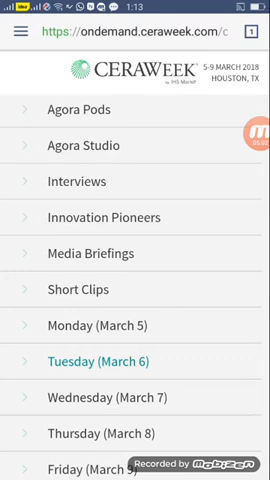 idea
1:13
https://ondemand.ceraweek.com/c
1
CERAWEEK™ 5-9 MARCH 2018
by IHS Markit HOUSTON, TX
Agora Pods
Agora Studio
Interviews
Innovation Pioneers
Media Briefings
Short Clips
Monday (March 5)
Tuesday (March 6)
Wednesday (March 7)
Thursday (March 8)
Friday (March 9)
Recorded by mobizen